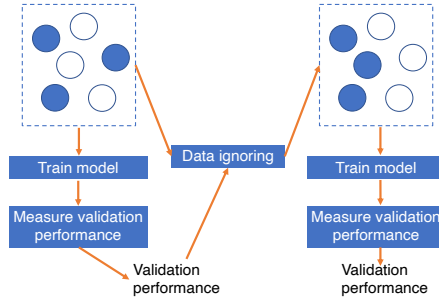 Train model
Measure validation
performance
Validation
performance
Data ignoring
Train model
Measure validation
performance
Validation
performance